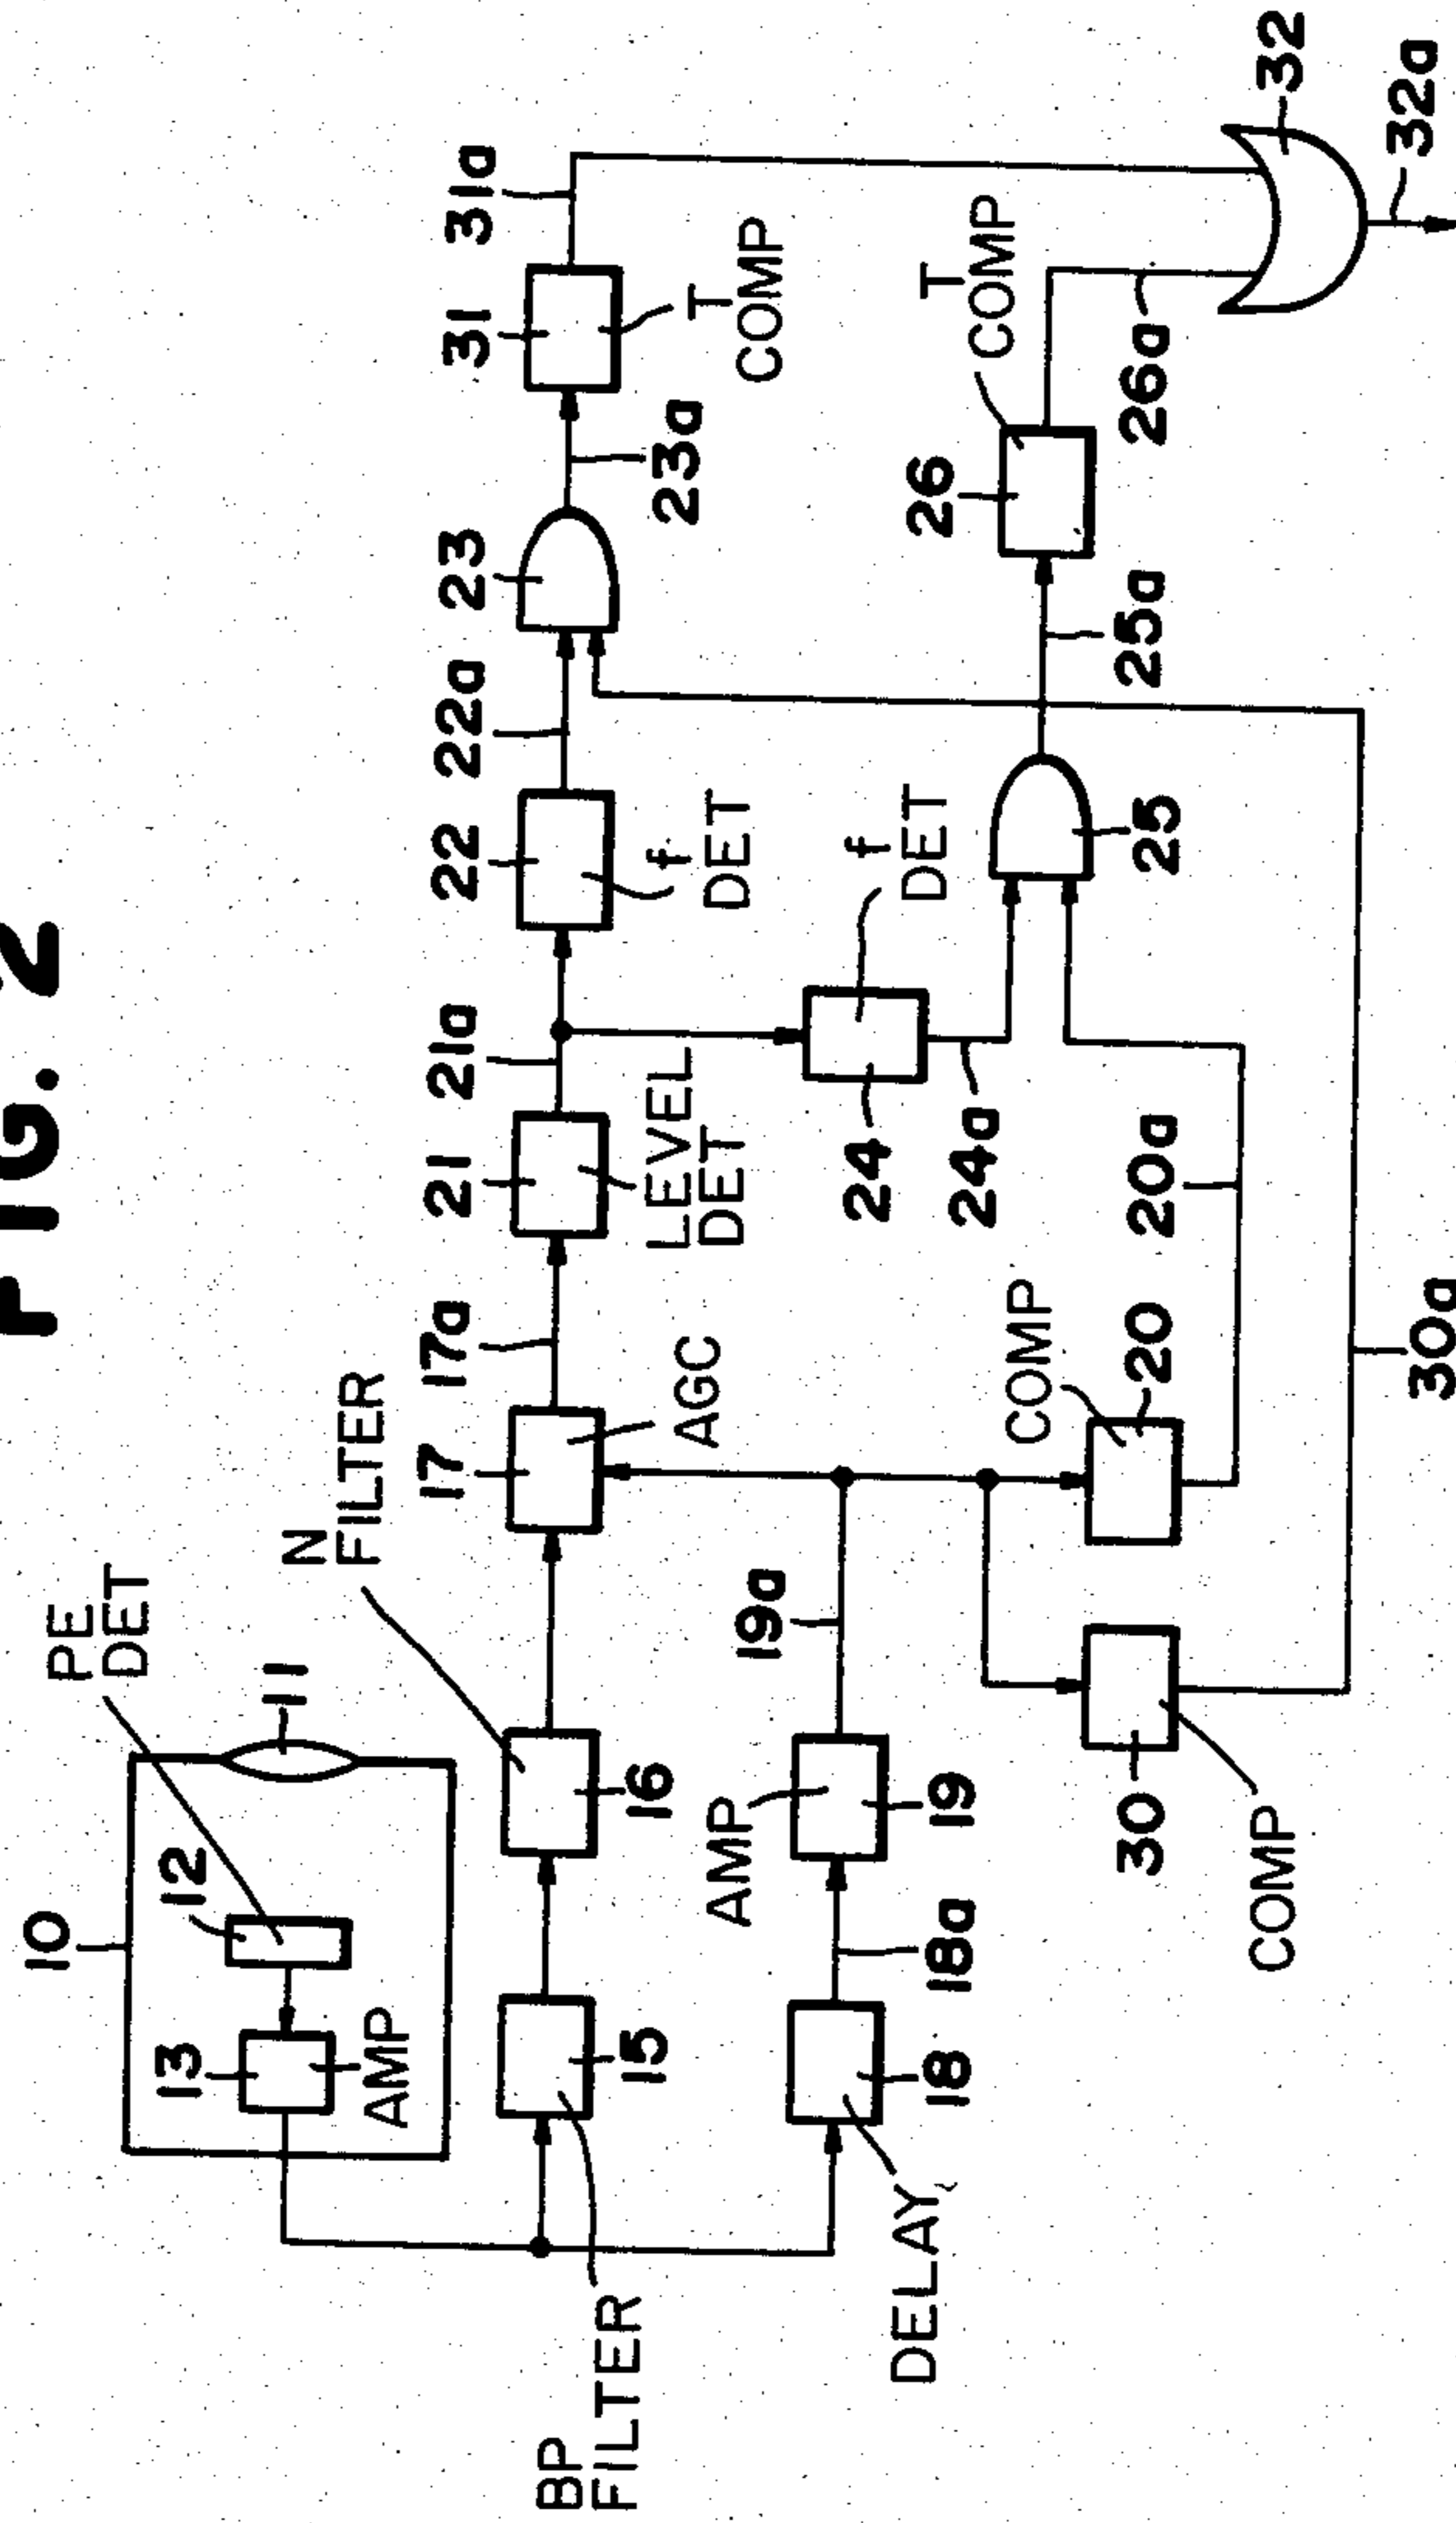 FIG. 2
10
PE
DET
12
13
AMP
11
N
FILTER
BP
FILTER
15
16
17
AGC
17a
21
LEVEL
DET
21a
22
f
DET
22a
23
23a
31
T
COMP
31a
DELAY
18
18a
AMP
19
19a
24
f
DET
24a
25
25a
26
T
COMP
26a
30
COMP
COMP
20
20a
30a
32
32a